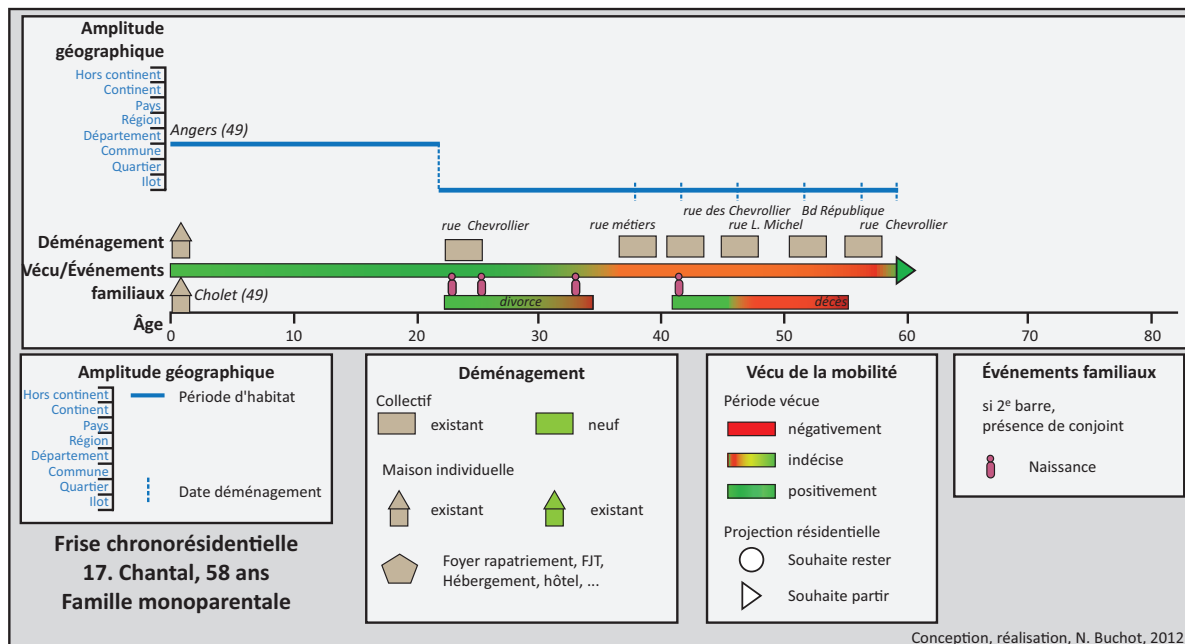 Amplitude
géographique
Hors continent
Continent
Pays
Région
Département
Commune
Quartier
Ilot
Angers (49)
rue des Chevrollier
Bd République
rue Chevrollier
rue métiers
rue L. Michel
rue Chevrollier
Déménagement
Vécu/Événements
familiaux
Cholet (49)
divorce
décès
Âge
0 10 20 30 40 50 60 70 80
Amplitude géographique
Hors continent
Continent
Pays
Région
Département
Commune
Quartier
Ilot
Période d'habitat
Date déménagement
Frise chronorésidentielle
17. Chantal, 58 ans
Famille monoparentale
Déménagement
Collectif
existant
neuf
Maison individuelle
existant
existant
Foyer rapatriement, FJT,
Hébergement, hôtel, ...
Vécu de la mobilité
Période vécue
négativement
indécise
positivement
Projection résidentielle
Souhaite rester
Souhaite partir
Événements familiaux
si 2e barre,
présence de conjoint
Naissance
Conception, réalisation, N. Buchot, 2012